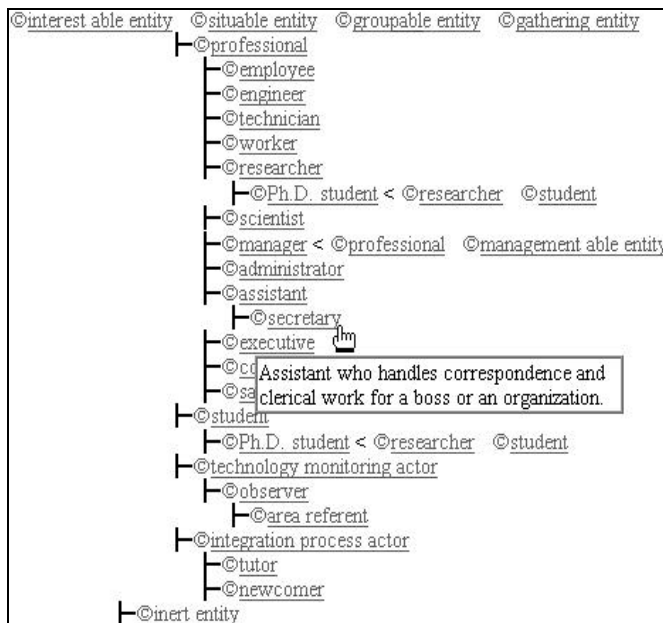 ©interest able entity ©situable entity ©groupable entity ©gathering entity
©professional
©employee
©engineer
©technician
©worker
©researcher
©Ph.D. student < ©researcher ©student
©scientist
©manager < ©professional ©management able entity
©administrator
©assistant
©secretary
©executive
Assistant who handles correspondence and
clerical work for a boss or an organization.
©student
©Ph.D. student < ©researcher ©student
©technology monitoring actor
©observer
©area referent
©integration process actor
©tutor
©newcomer
©inert entity